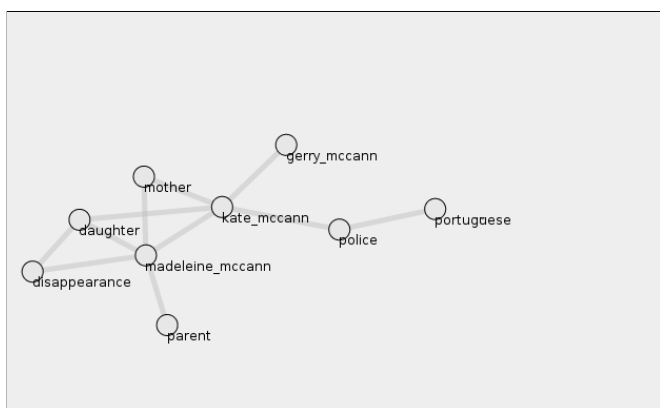 gerry_mccann
mother
kate_mccann
portuguese
daughter
police
madeleine_mccann
disappearance
parent